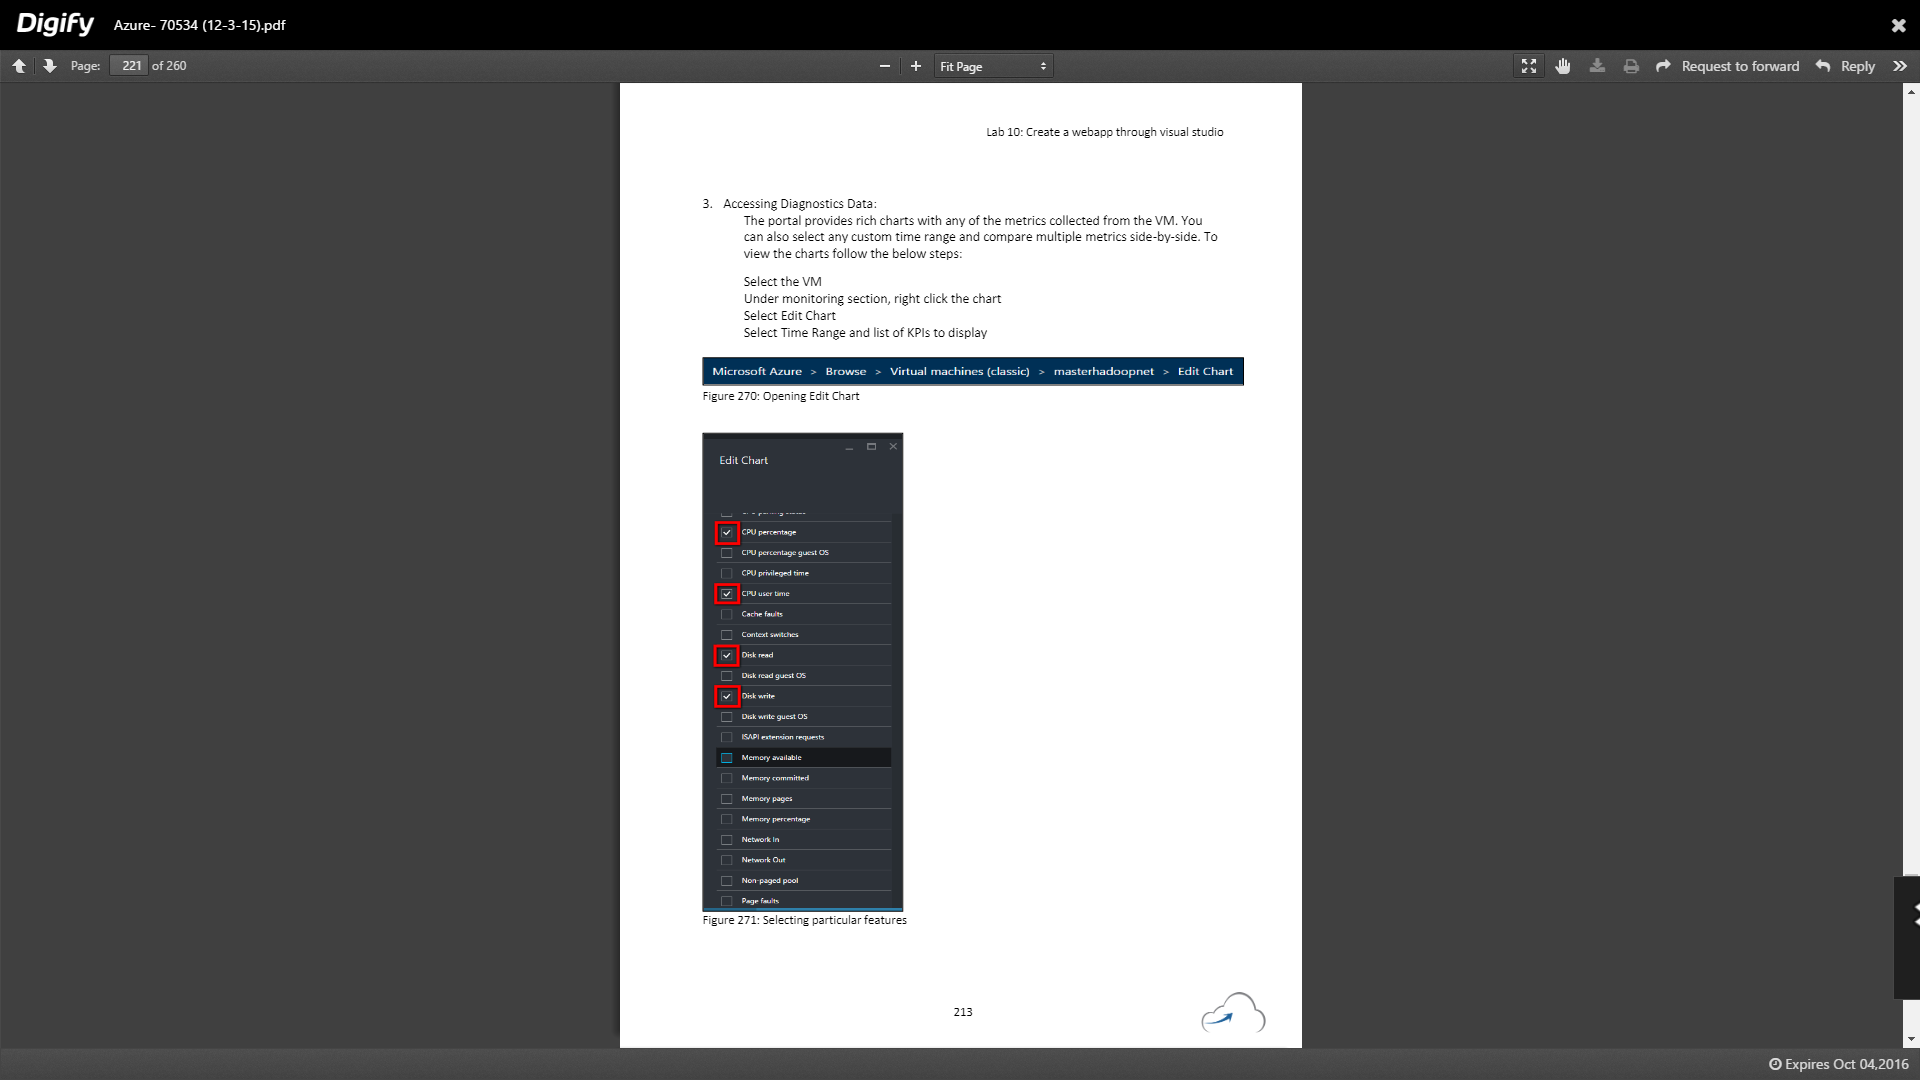 Digify Azure- 70534 (12-3-15).pdf
Page: 221 of 260 Fit Page Request to forward Reply
Lab 10: Create a webapp through visual studio
3. Accessing Diagnostics Data:
The portal provides rich charts with any of the metrics collected from the VM. You
can also select any custom time range and compare multiple metrics side-by-side. To
view the charts follow the below steps:
Select the VM
Under monitoring section, right click the chart
Select Edit Chart
Select Time Range and list of KPIs to display
Microsoft Azure > Browse > Virtual machines (classic) > masterhadoopnet > Edit Chart
Figure 270: Opening Edit Chart
Edit Chart
CPU percentage
CPU percentage guest OS
CPU privileged time
CPU user time
Cache faults
Context switches
Disk read
Disk read guest OS
Disk write
Disk write guest OS
ISAPI extension requests
Memory available
Memory committed
Memory pages
Memory percentage
Network In
Network Out
Non-paged pool
Page faults
Figure 271: Selecting particular features
213
Expires Oct 04,2016